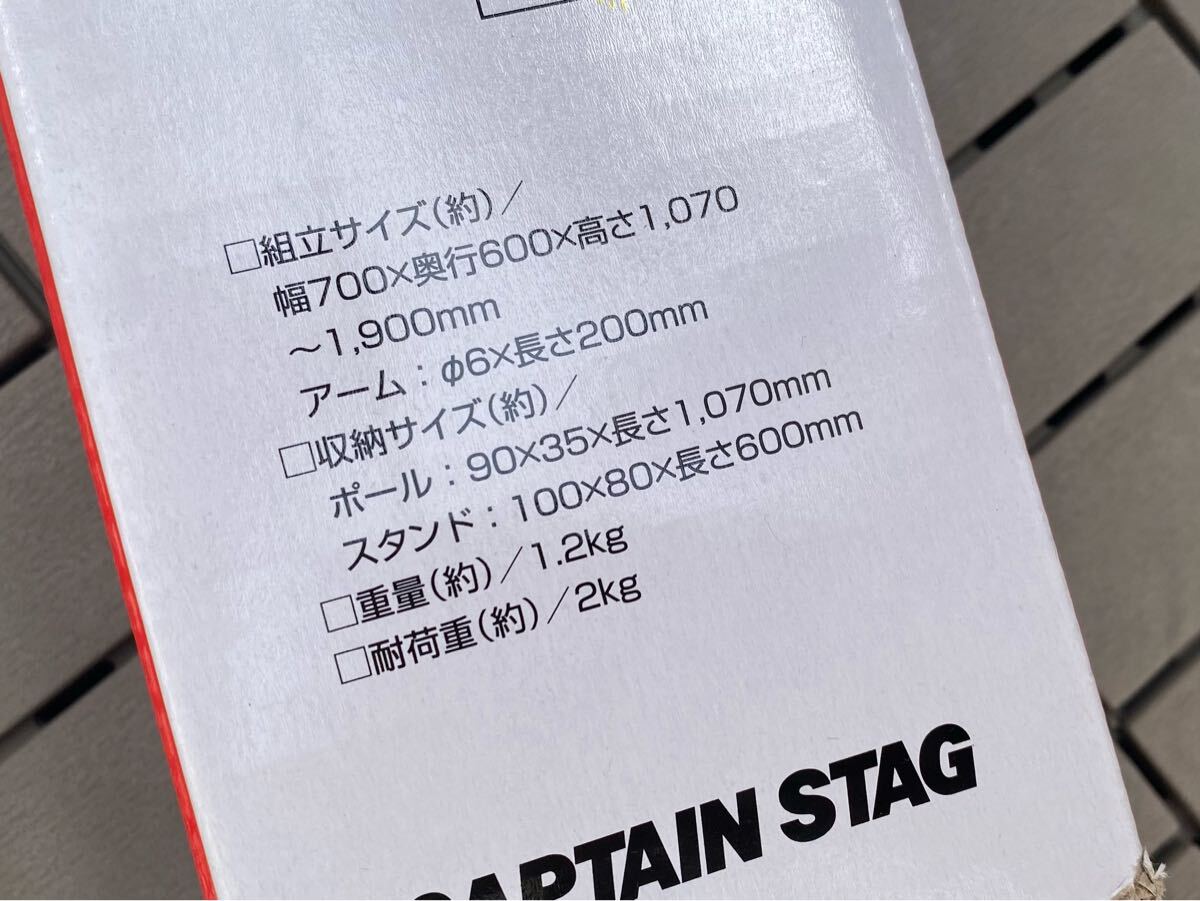 □組立サイズ(約)／
幅700×奥行600×高さ1,070
～1,900mm
アーム：φ6×長さ200mm
□収納サイズ(約)／
ポール：90×35×長さ1,070mm
スタンド：100×80×長さ600mm
□重量(約)／1.2kg
□耐荷重(約)／2kg
CAPTAIN STAG